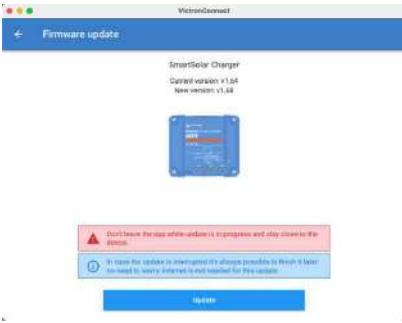 VictronConnect
Firmware update
SmartSolar Charger
Current version: v1.64
New version: v1.68
Don't leave the app while update is in progress and stay close to the
device.
In case the update is interrupted it's always possible to finish it later
no need to worry. Internet is not needed for this update.
Update